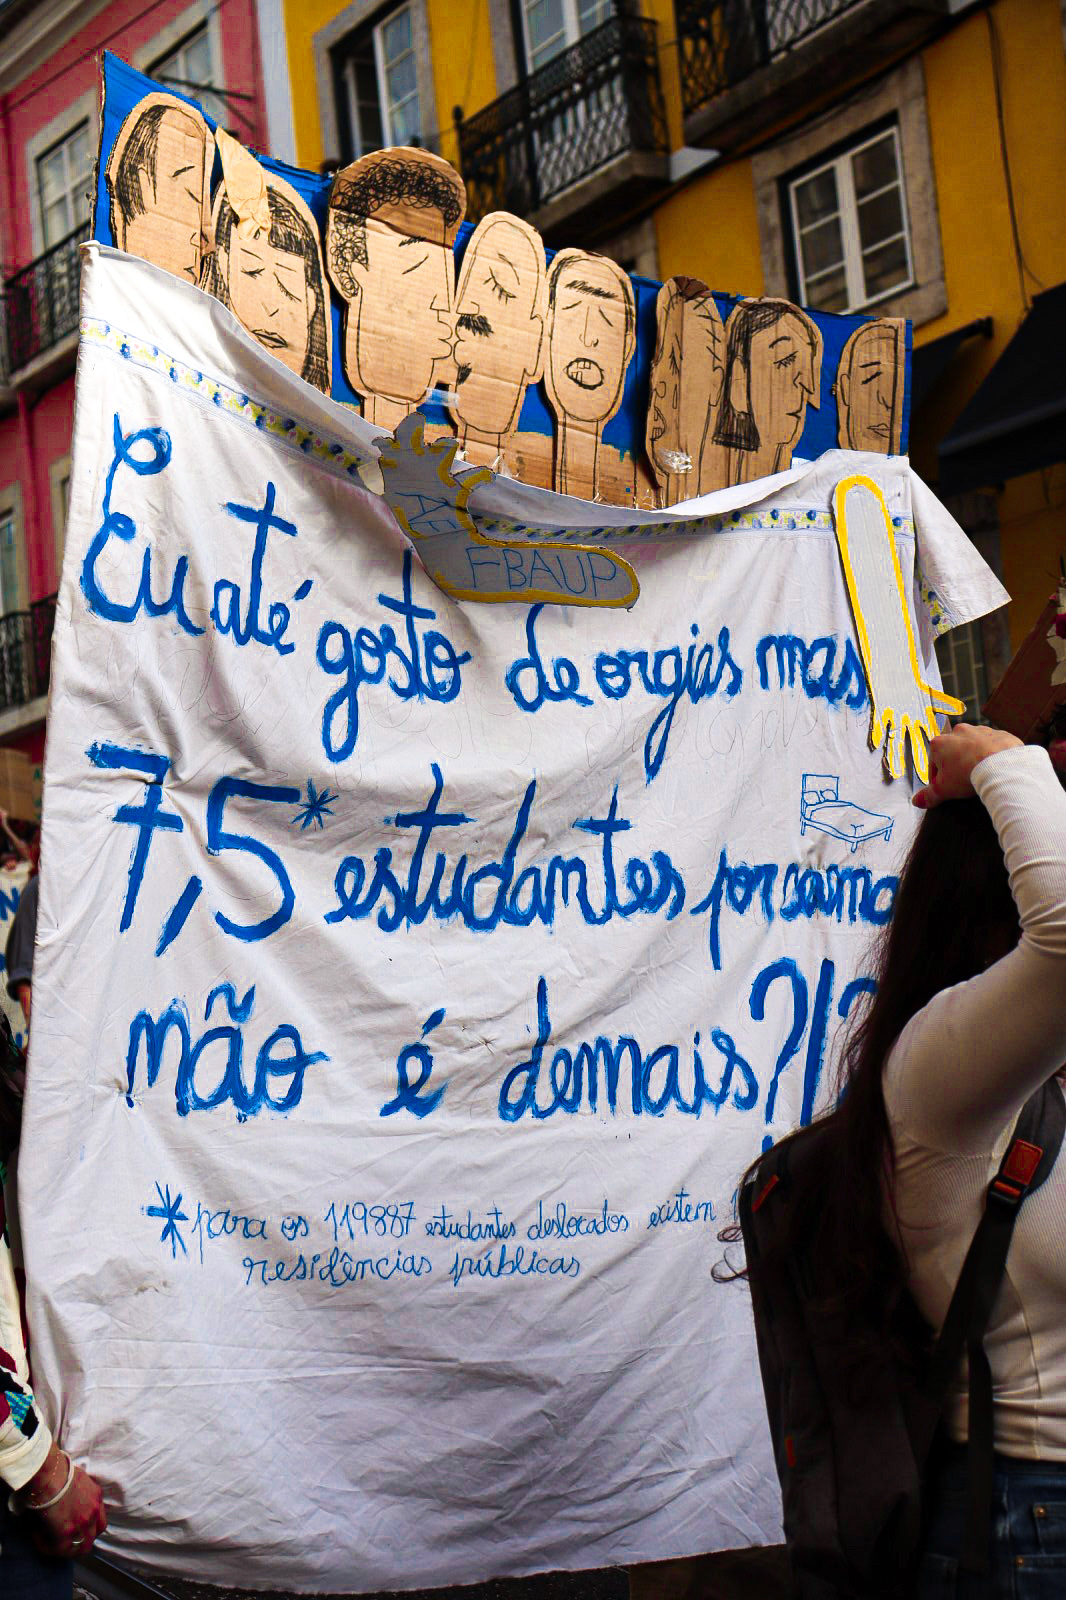 AE
FBAUP
Eu até gosto de orgias mas
7,5* estudantes por cama
não é demais?!?
*para os 119887 estudantes deslocados existem 1
residências públicas